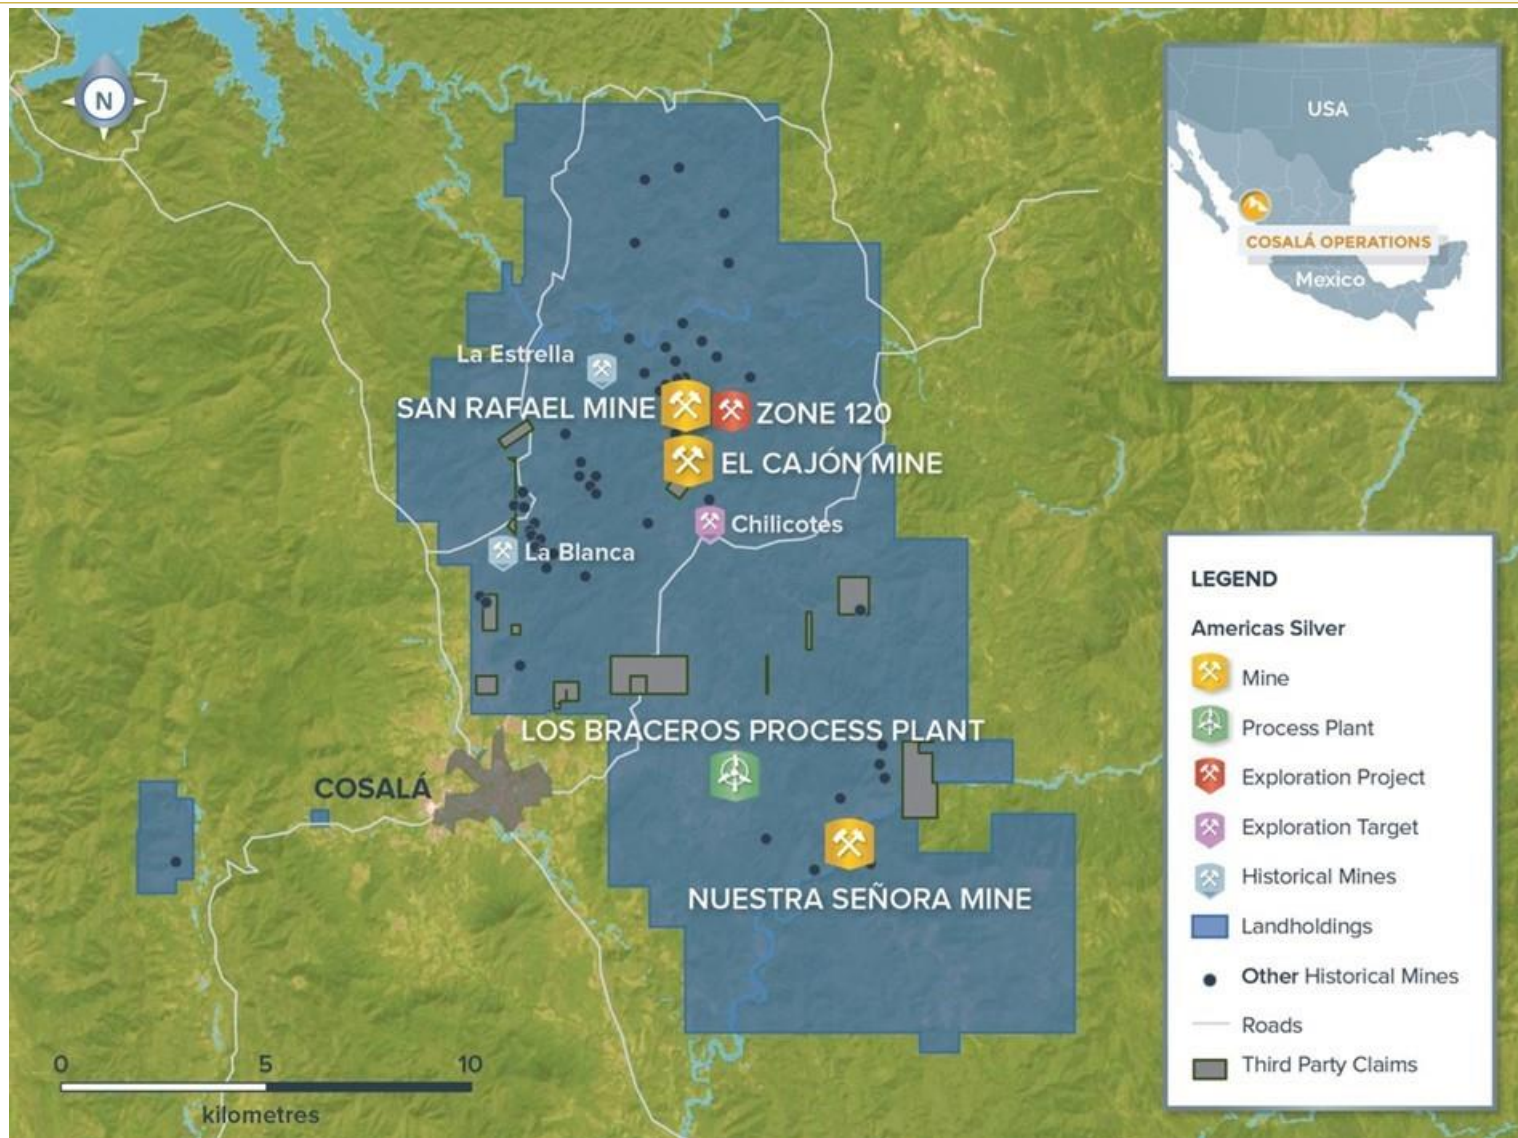 N
USA
COSALÁ OPERATIONS
Mexico
La Estrella
SAN RAFAEL MINE
ZONE 120
EL CAJÓN MINE
Chilicotes
La Blanca
LOS BRACEROS PROCESS PLANT
COSALÁ
NUESTRA SEÑORA MINE
LEGEND
Americas Silver
Mine
Process Plant
Exploration Project
Exploration Target
Historical Mines
Landholdings
Other Historical Mines
Roads
Third Party Claims
0 5 10
kilometres